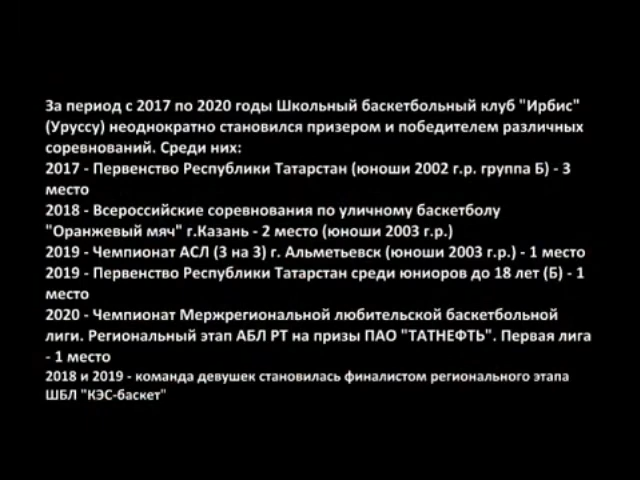 За период с 2017 по 2020 годы Школьный баскетбольный клуб "Ирбис"
(Уруссу) неоднократно становился призером и победителем различных
соревнований. Среди них:
2017 - Первенство Республики Татарстан (юноши 2002 г.р. группа Б) - 3
место
2018 - Всероссийские соревнования по уличному баскетболу
"Оранжевый мяч" г.Казань - 2 место (юноши 2003 г.р.)
2019 - Чемпионат АСЛ (3 на 3) г. Альметьевск (юноши 2003 г.р.) - 1 место
2019 - Первенство Республики Татарстан среди юниоров до 18 лет (Б) - 1
место
2020 - Чемпионат Мержрегиональной любительской баскетбольной
лиги. Региональный этап АБЛ РТ на призы ПАО "ТАТНЕФТЬ". Первая лига
- 1 место
2018 и 2019 - команда девушек становилась финалистом регионального этапа
ШБЛ "КЭС-баскет"